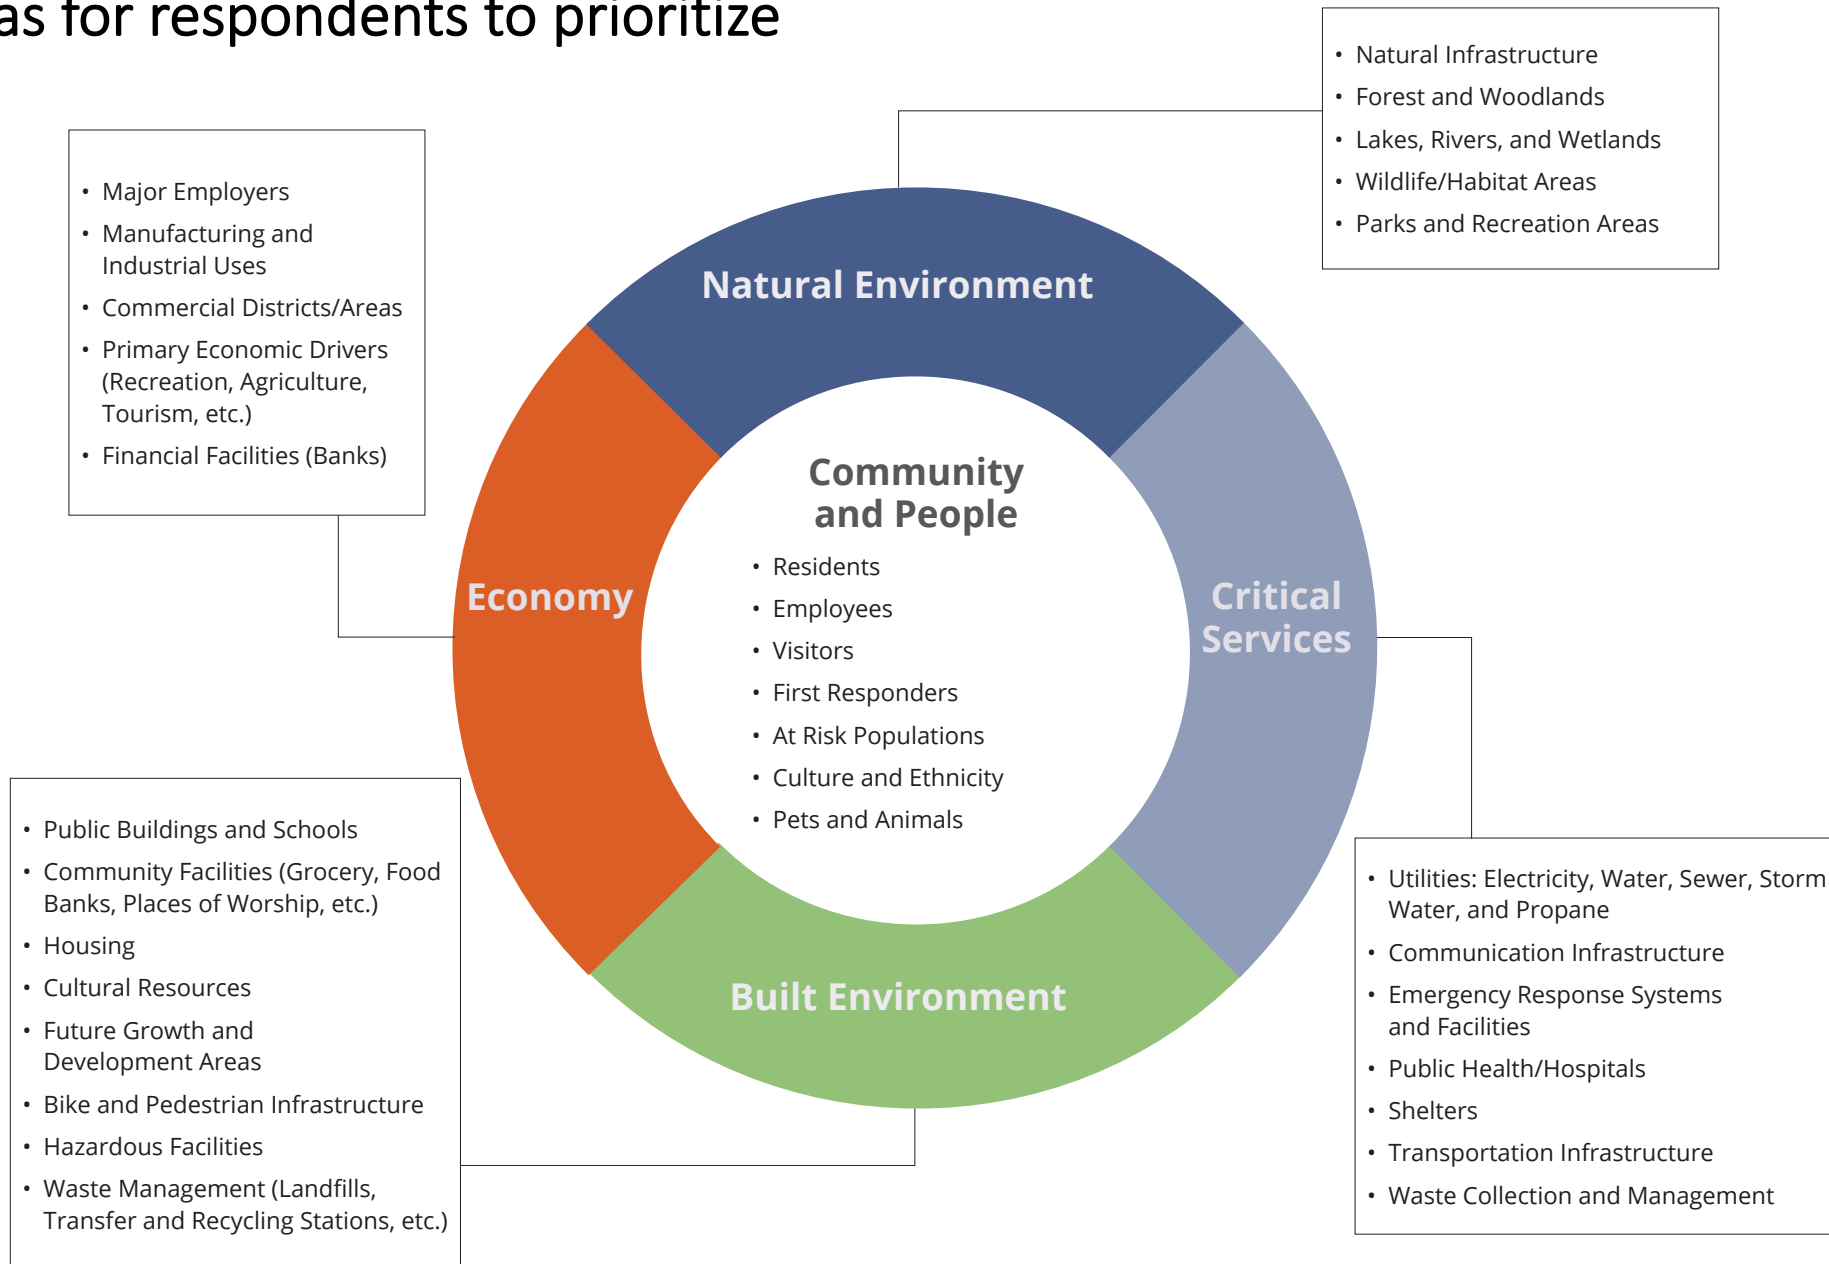 as for respondents to prioritize
• Natural Infrastructure
• Forest and Woodlands
• Lakes, Rivers, and Wetlands
• Wildlife/Habitat Areas
• Parks and Recreation Areas
• Major Employers
• Manufacturing and
Industrial Uses
• Commercial Districts/Areas
• Primary Economic Drivers
(Recreation, Agriculture,
Tourism, etc.)
• Financial Facilities (Banks)
Natural Environment
Economy
Critical
Services
Built Environment
Community
and People
• Residents
• Employees
• Visitors
• First Responders
• At Risk Populations
• Culture and Ethnicity
• Pets and Animals
• Public Buildings and Schools
• Community Facilities (Grocery, Food
Banks, Places of Worship, etc.)
• Housing
• Cultural Resources
• Future Growth and
Development Areas
• Bike and Pedestrian Infrastructure
• Hazardous Facilities
• Waste Management (Landfills,
Transfer and Recycling Stations, etc.)
• Utilities: Electricity, Water, Sewer, Storm
Water, and Propane
• Communication Infrastructure
• Emergency Response Systems
and Facilities
• Public Health/Hospitals
• Shelters
• Transportation Infrastructure
• Waste Collection and Management